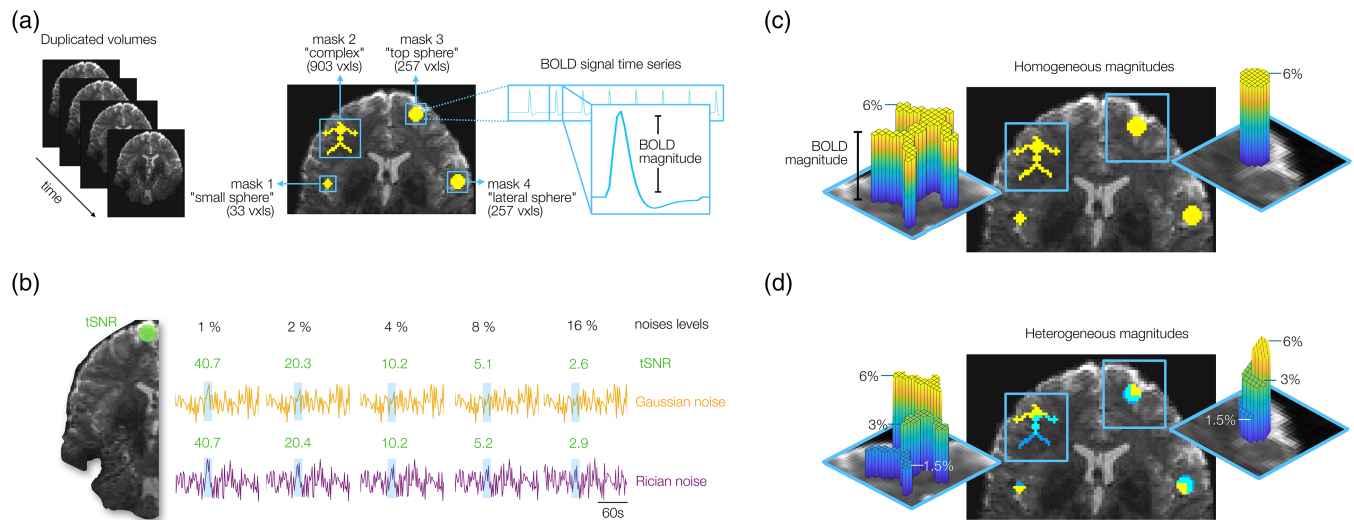 (a)
Duplicated volumes
time
mask 2
"complex"
(903 vxls)
mask 3
"top sphere"
(257 vxls)
BOLD signal time series
BOLD
magnitude
mask 1
"small sphere"
(33 vxls)
mask 4
"lateral sphere"
(257 vxls)
(b)
tSNR
1 % 2 % 4 % 8 % 16 % noises levels
40.7 20.3 10.2 5.1 2.6 tSNR
Gaussian noise
40.7 20.4 10.2 5.2 2.9
Rician noise
60s
(c)
Homogeneous magnitudes
6%
BOLD
magnitude
6%
(d)
Heterogeneous magnitudes
6%
3%
1.5%
6%
3%
1.5%